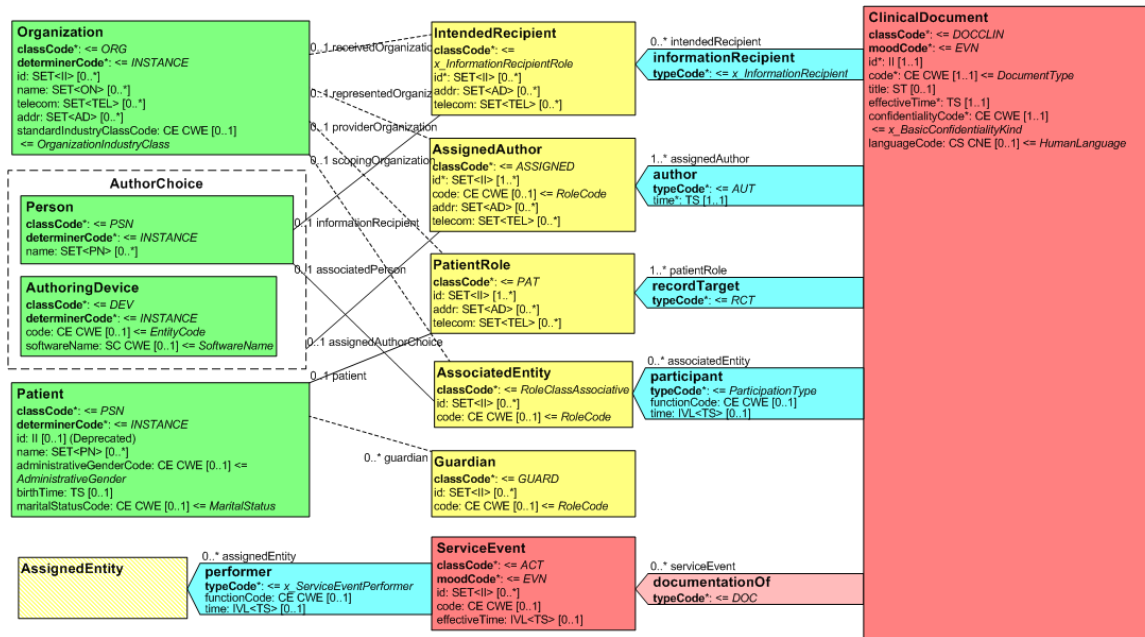 Organization
classCode*: <= ORG
determinerCode*: <= INSTANCE
id: SET<II> [0..*]
name: SET<ON> [0..*]
telecom: SET<TEL> [0..*]
addr: SET<AD> [0..*]
standardIndustryClassCode: CE CWE [0..1]
<= OrganizationIndustryClass
AuthorChoice
Person
classCode*: <= PSN
determinerCode*: <= INSTANCE
name: SET<PN> [0..*]
AuthoringDevice
classCode*: <= DEV
determinerCode*: <= INSTANCE
code: CE CWE [0..1] <= EntityCode
softwareName: SC CWE [0..1] <= SoftwareName
Patient
classCode*: <= PSN
determinerCode*: <= INSTANCE
id: II [0..1] (Deprecated)
name: SET<PN> [0..*]
administrativeGenderCode: CE CWE [0..1] <=
AdministrativeGender
birthTime: TS [0..1]
maritalStatusCode: CE CWE [0..1] <= MaritalStatus
AssignedEntity
0..1 receivedOrganizatio
0..1 representedOrganiz
0..1 providerOrganization
0..1 scopingOrganization
0..1 informationRecipient
0..1 associatedPerson
0..1 assignedAuthorChoice
0..1 patient
0..* guardian
0..* assignedEntity
performer
typeCode*: <= x_ServiceEventPerformer
functionCode: CE CWE [0..1]
time: IVL<TS> [0..1]
IntendedRecipient
classCode*: <=
x_InformationRecipientRole
id*: SET<II> [0..*]
addr: SET<AD> [0..*]
telecom: SET<TEL> [0..*]
AssignedAuthor
classCode*: <= ASSIGNED
id*: SET<II> [1..*]
code: CE CWE [0..1] <= RoleCode
addr: SET<AD> [0..*]
telecom: SET<TEL> [0..*]
PatientRole
classCode*: <= PAT
id: SET<II> [1..*]
addr: SET<AD> [0..*]
telecom: SET<TEL> [0..*]
AssociatedEntity
classCode*: <= RoleClassAssociative
id: SET<II> [0..*]
code: CE CWE [0..1] <= RoleCode
Guardian
classCode*: <= GUARD
id: SET<II> [0..*]
code: CE CWE [0..1] <= RoleCode
ServiceEvent
classCode*: <= ACT
moodCode*: <= EVN
id: SET<II> [0..*]
code: CE CWE [0..1]
effectiveTime: IVL<TS> [0..1]
0..* intendedRecipient
informationRecipient
typeCode*: <= x_InformationRecipient
1..* assignedAuthor
author
typeCode*: <= AUT
time*: TS [1..1]
1..* patientRole
recordTarget
typeCode*: <= RCT
0..* associatedEntity
participant
typeCode*: <= ParticipationType
functionCode: CE CWE [0..1]
time: IVL<TS> [0..1]
0..* serviceEvent
documentationOf
typeCode*: <= DOC
ClinicalDocument
classCode*: <= DOCCLIN
moodCode*: <= EVN
id*: II [1..1]
code*: CE CWE [1..1] <= DocumentType
title: ST [0..1]
effectiveTime*: TS [1..1]
confidentialityCode*: CE CWE [1..1]
<= x_BasicConfidentialityKind
languageCode: CS CNE [0..1] <= HumanLanguage